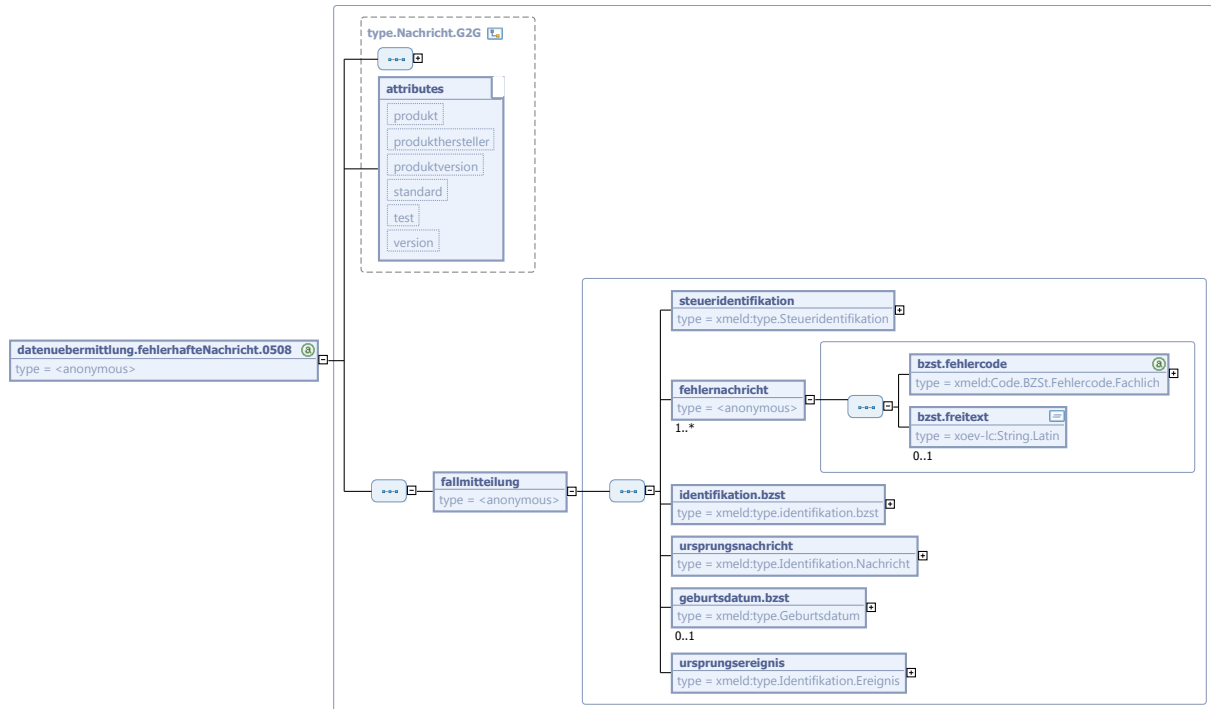 type.Nachricht.G2G
attributes
produkt
produkthersteller
produktversion
standard
test
version
datenuebermittlung.fehlerhafteNachricht.0508 a
type = <anonymous>
fallmitteilung
type = <anonymous>
steueridentifikation
type = xmeld:type.Steueridentifikation
fehlernachricht
type = <anonymous>
1..*
bzst.fehlercode a
type = xmeld:Code.BZSt.Fehlercode.Fachlich
bzst.freitext
type = xoev-lc:String.Latin
0..1
identifikation.bzst
type = xmeld:type.identifikation.bzst
ursprungsnachricht
type = xmeld:type.Identifikation.Nachricht
geburtsdatum.bzst
type = xmeld:type.Geburtsdatum
0..1
ursprungsereignis
type = xmeld:type.Identifikation.Ereignis